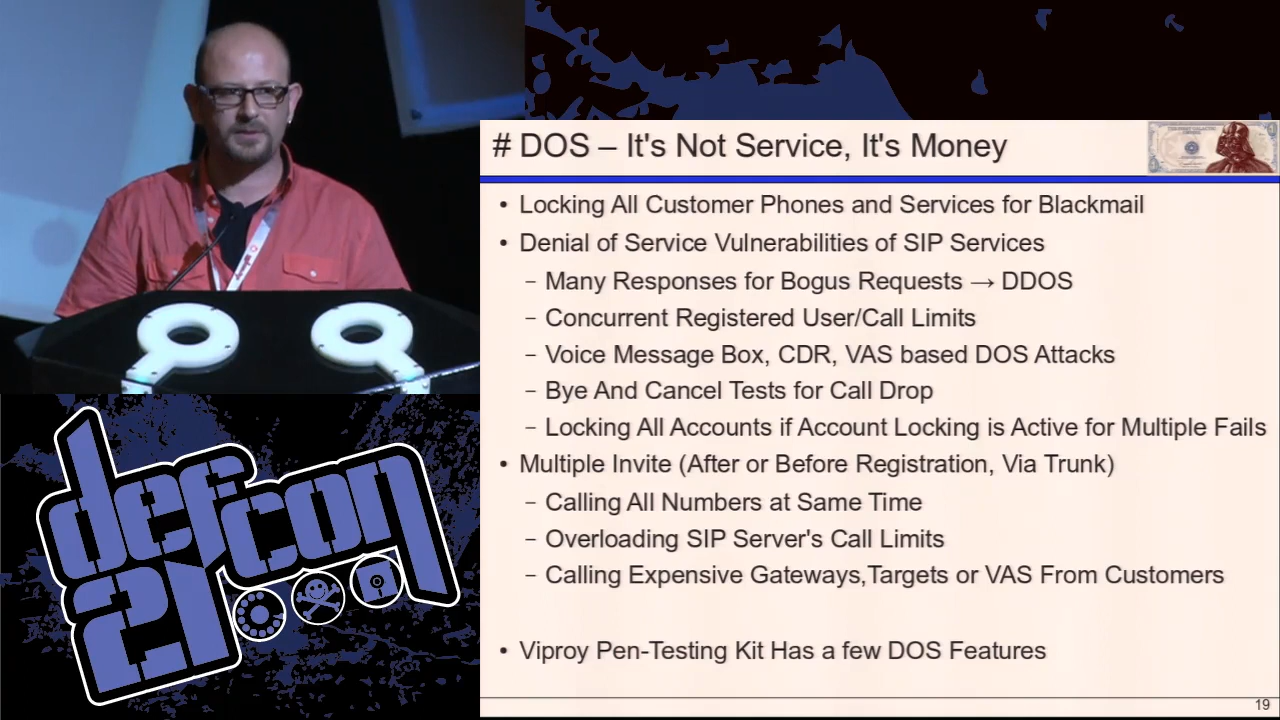 # DOS – It's Not Service, It's Money
• Locking All Customer Phones and Services for Blackmail
• Denial of Service Vulnerabilities of SIP Services
– Many Responses for Bogus Requests → DDOS
– Concurrent Registered User/Call Limits
– Voice Message Box, CDR, VAS based DOS Attacks
– Bye And Cancel Tests for Call Drop
– Locking All Accounts if Account Locking is Active for Multiple Fails
• Multiple Invite (After or Before Registration, Via Trunk)
– Calling All Numbers at Same Time
– Overloading SIP Server's Call Limits
– Calling Expensive Gateways,Targets or VAS From Customers
• Viproy Pen-Testing Kit Has a few DOS Features
19
defcon
21